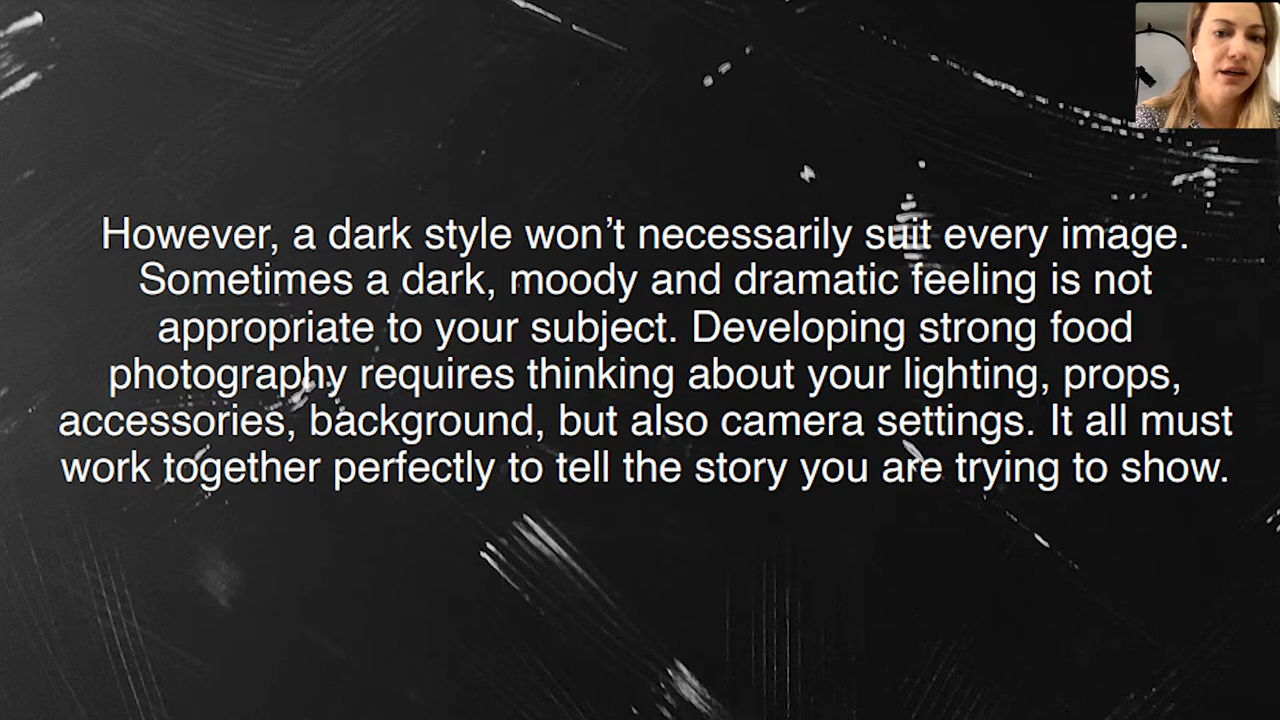 However, a dark style won’t necessarily suit every image.
Sometimes a dark, moody and dramatic feeling is not
appropriate to your subject. Developing strong food
photography requires thinking about your lighting, props,
accessories, background, but also camera settings. It all must
work together perfectly to tell the story you are trying to show.